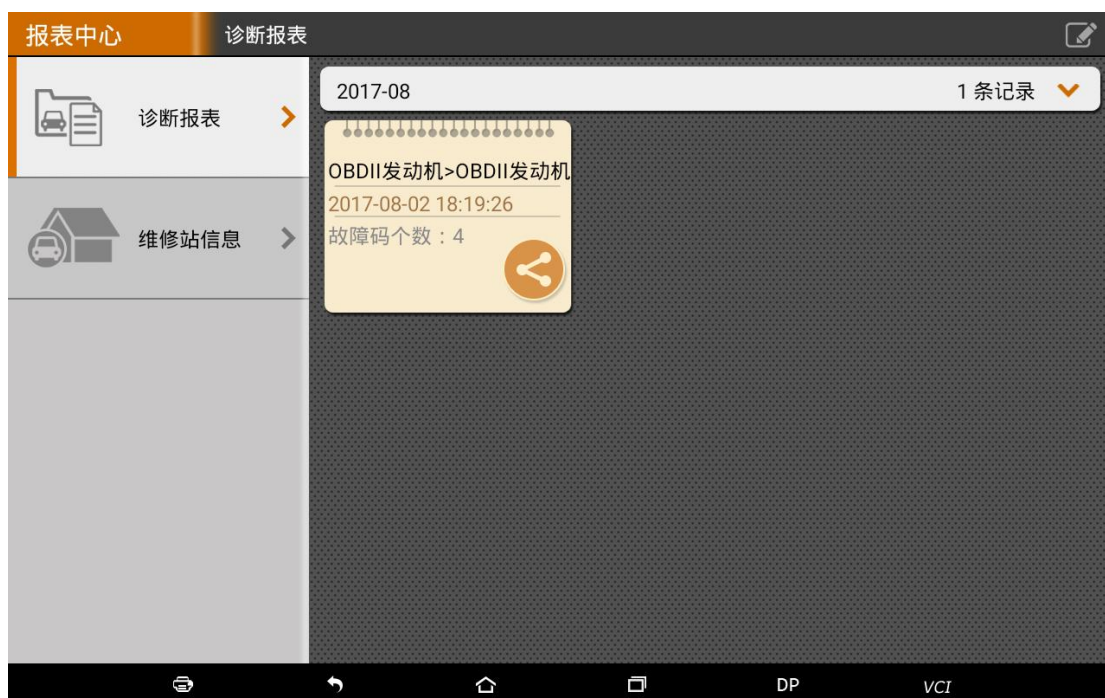 报表中心
诊断报表
诊断报表
维修站信息
2017-08
1 条记录
OBDII发动机>OBDII发动机
2017-08-02 18:19:26
故障码个数：4
DP
VCI